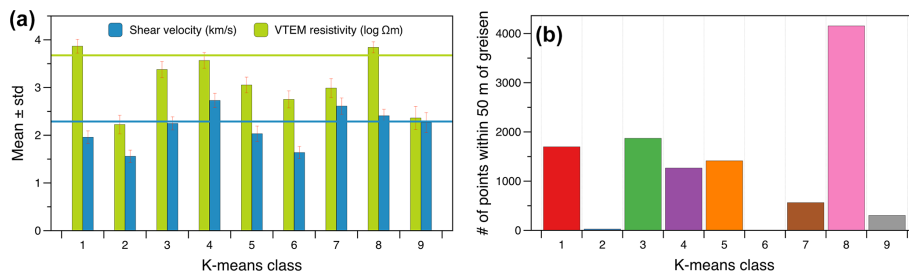 (a)
Shear velocity (km/s)
VTEM resistivity (log Ωm)
Mean ± std
4
3
2
1
0
1 2 3 4 5 6 7 8 9
K-means class
(b)
# of points within 50 m of greisen
4000
3000
2000
1000
0
1 2 3 4 5 6 7 8 9
K-means class